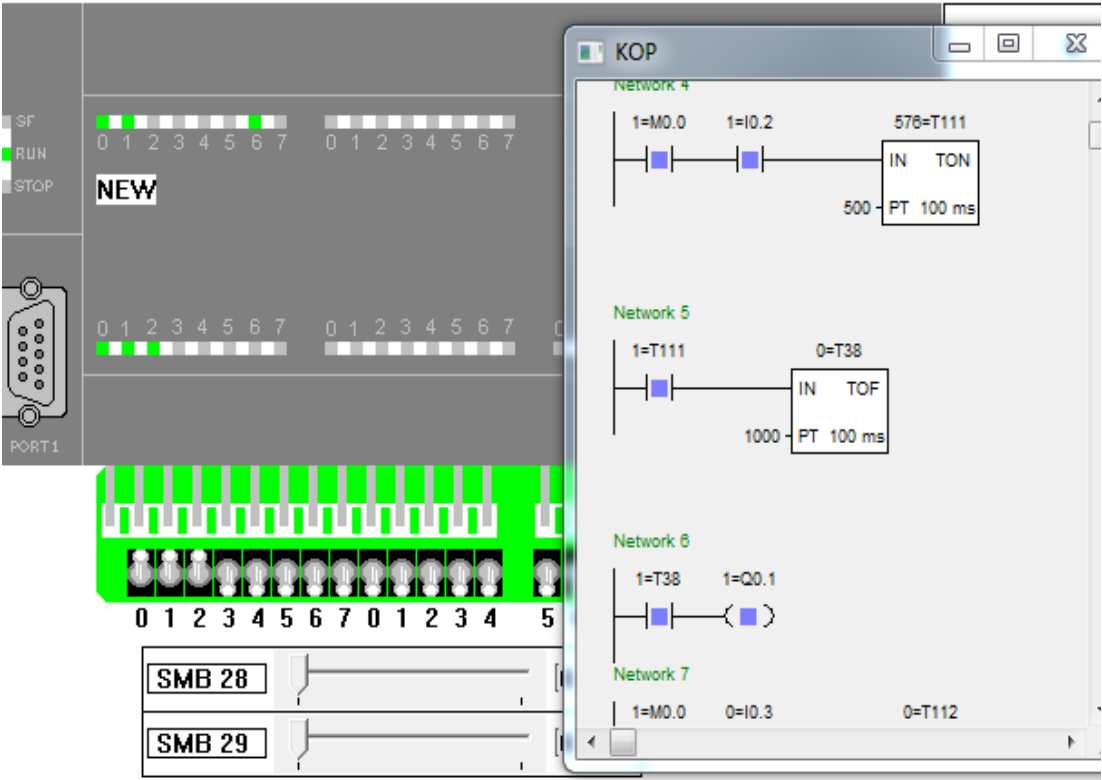 SF
RUN
STOP
0 1 2 3 4 5 6 7
0 1 2 3 4 5 6 7
NEW
0 1 2 3 4 5 6 7
0 1 2 3 4 5 6 7
PORT1
0 1 2 3 4 5 6 7 0 1 2 3 4 5
SMB 28
SMB 29
KOP
Network 4
1=M0.0 1=I0.2 576=T111
IN TON
500 PT 100 ms
Network 5
1=T111 0=T38
IN TOF
1000 PT 100 ms
Network 6
1=T38 1=Q0.1
Network 7
1=M0.0 0=I0.3 0=T112